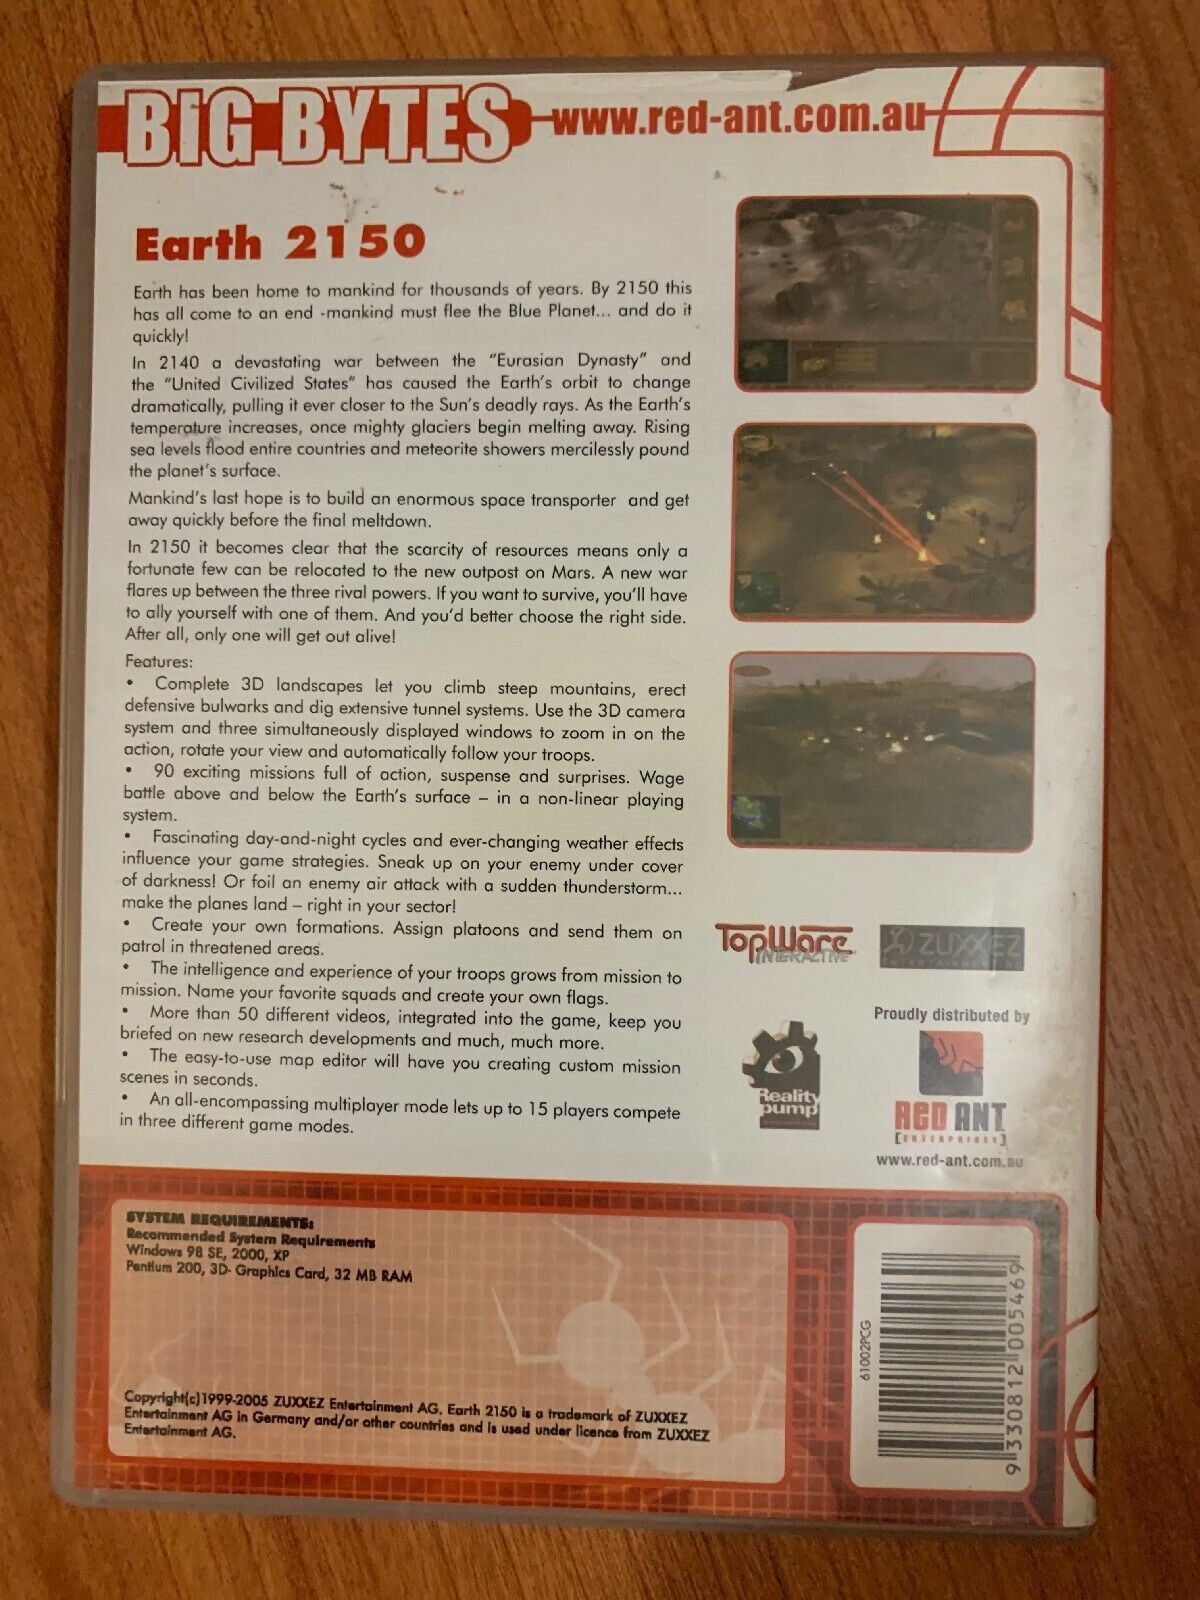 BIG BYTES www.red-ant.com.au
Earth 2150
Earth has been home to mankind for thousands of years. By 2150 this
has all come to an end -mankind must flee the Blue Planet... and do it
quickly!
In 2140 a devastating war between the "Eurasian Dynasty" and
the "United Civilized States" has caused the Earth's orbit to change
dramatically, pulling it ever closer to the Sun's deadly rays. As the Earth's
temperature increases, once mighty glaciers begin melting away. Rising
sea levels flood entire countries and meteorite showers mercilessly pound
the planet's surface.
Mankind's last hope is to build an enormous space transporter and get
away quickly before the final meltdown.
In 2150 it becomes clear that the scarcity of resources means only a
fortunate few can be relocated to the new outpost on Mars. A new war
flares up between the three rival powers. If you want to survive, you'll have
to ally yourself with one of them. And you'd better choose the right side.
After all, only one will get out alive!
Features:
• Complete 3D landscapes let you climb steep mountains, erect
defensive bulwarks and dig extensive tunnel systems. Use the 3D camera
system and three simultaneously displayed windows to zoom in on the
action, rotate your view and automatically follow your troops.
• 90 exciting missions full of action, suspense and surprises. Wage
battle above and below the Earth's surface – in a non-linear playing
system.
• Fascinating day-and-night cycles and ever-changing weather effects
influence your game strategies. Sneak up on your enemy under cover
of darkness! Or foil an enemy air attack with a sudden thunderstorm...
make the planes land – right in your sector!
• Create your own formations. Assign platoons and send them on
patrol in threatened areas.
• The intelligence and experience of your troops grows from mission to
mission. Name your favorite squads and create your own flags.
• More than 50 different videos, integrated into the game, keep you
briefed on new research developments and much, much more.
• The easy-to-use map editor will have you creating custom mission
scenes in seconds.
• An all-encompassing multiplayer mode lets up to 15 players compete
in three different game modes.
TopWare
INTERACTIVE
ZUXXEZ
ENTERTAINMENT AG
Reality
pump
Proudly distributed by
RED ANT
[ENTERPRISES]
www.red-ant.com.au
SYSTEM REQUIREMENTS:
Recommended System Requirements
Windows 98 SE, 2000, XP
Pentium 200, 3D- Graphics Card, 32 MB RAM
Copyright(c)1999-2005 ZUXXEZ Entertainment AG. Earth 2150 is a trademark of ZUXXEZ
Entertainment AG in Germany and/or other countries and is used under licence from ZUXXEZ
Entertainment AG.
61002PCG
9 330812 005469